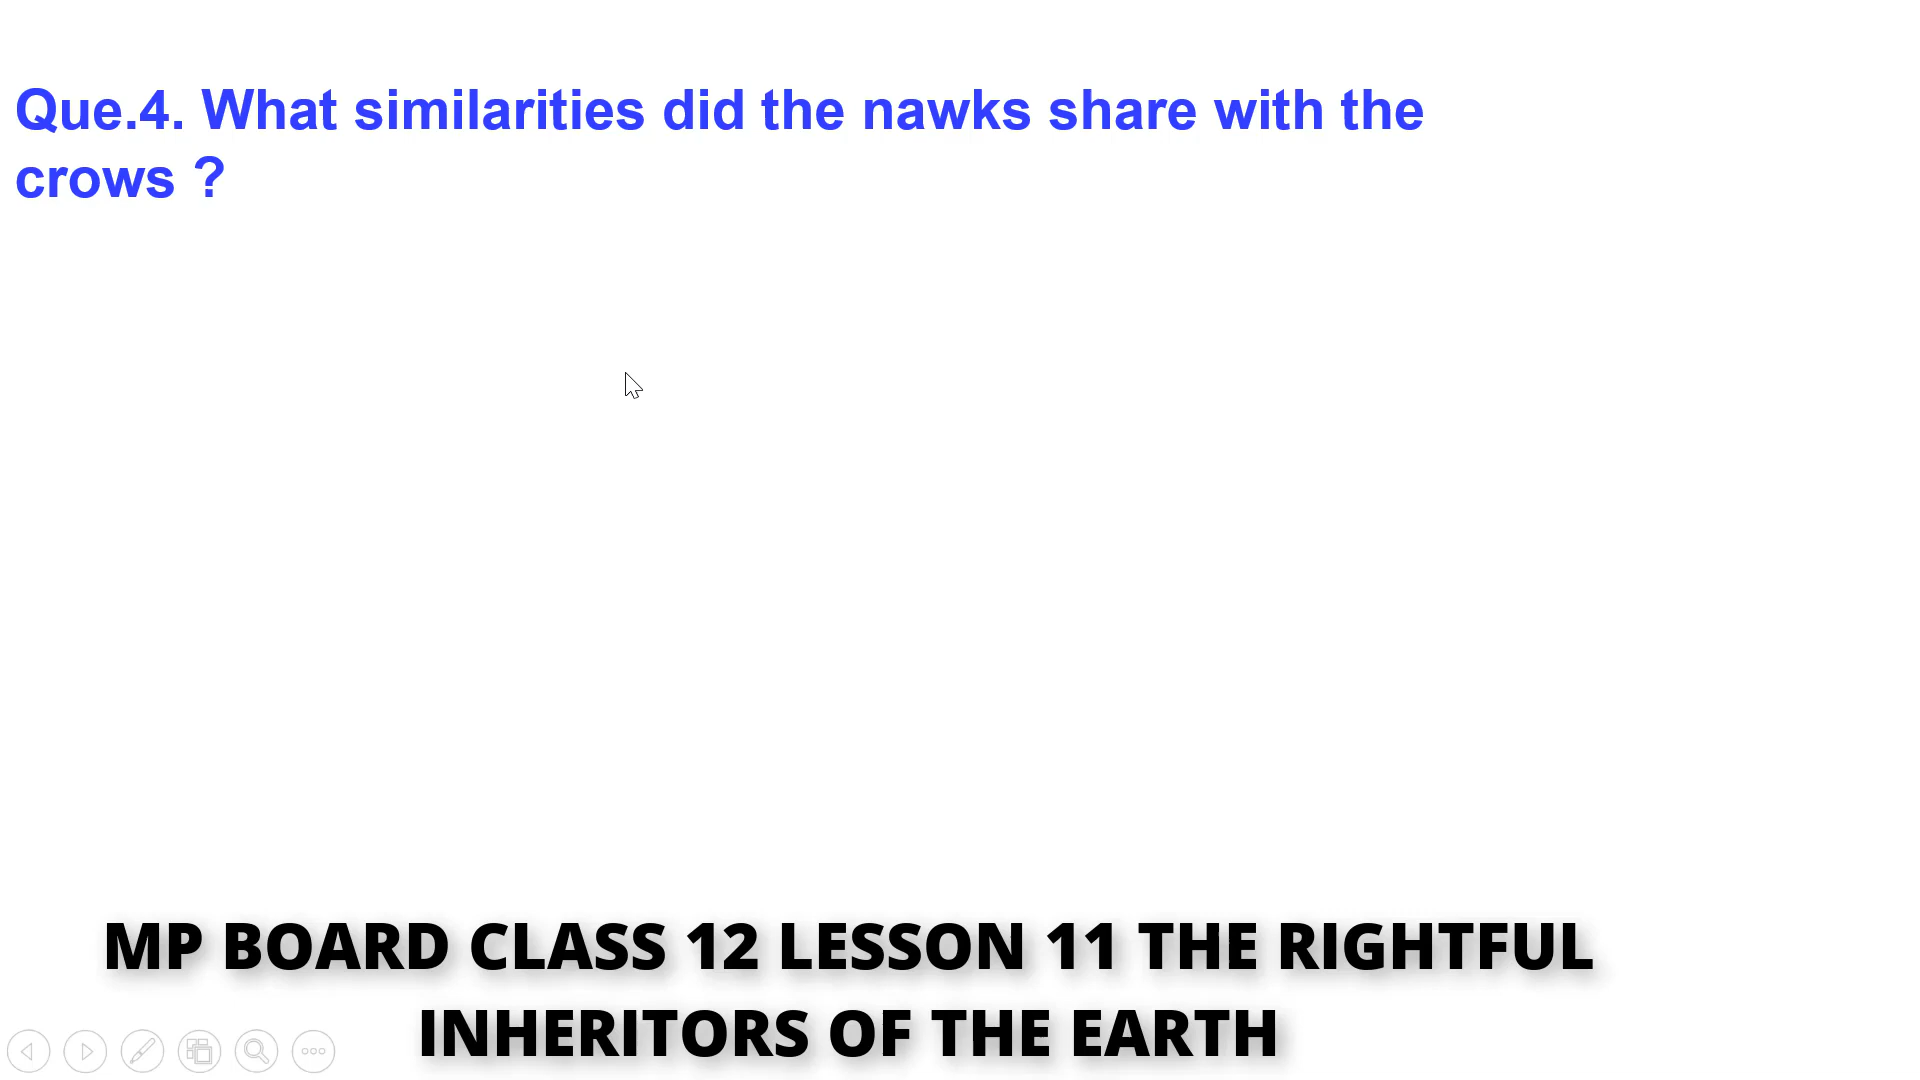 Que.4. What similarities did the nawks share with the
crows ?
MP BOARD CLASS 12 LESSON 11 THE RIGHTFUL
INHERITORS OF THE EARTH